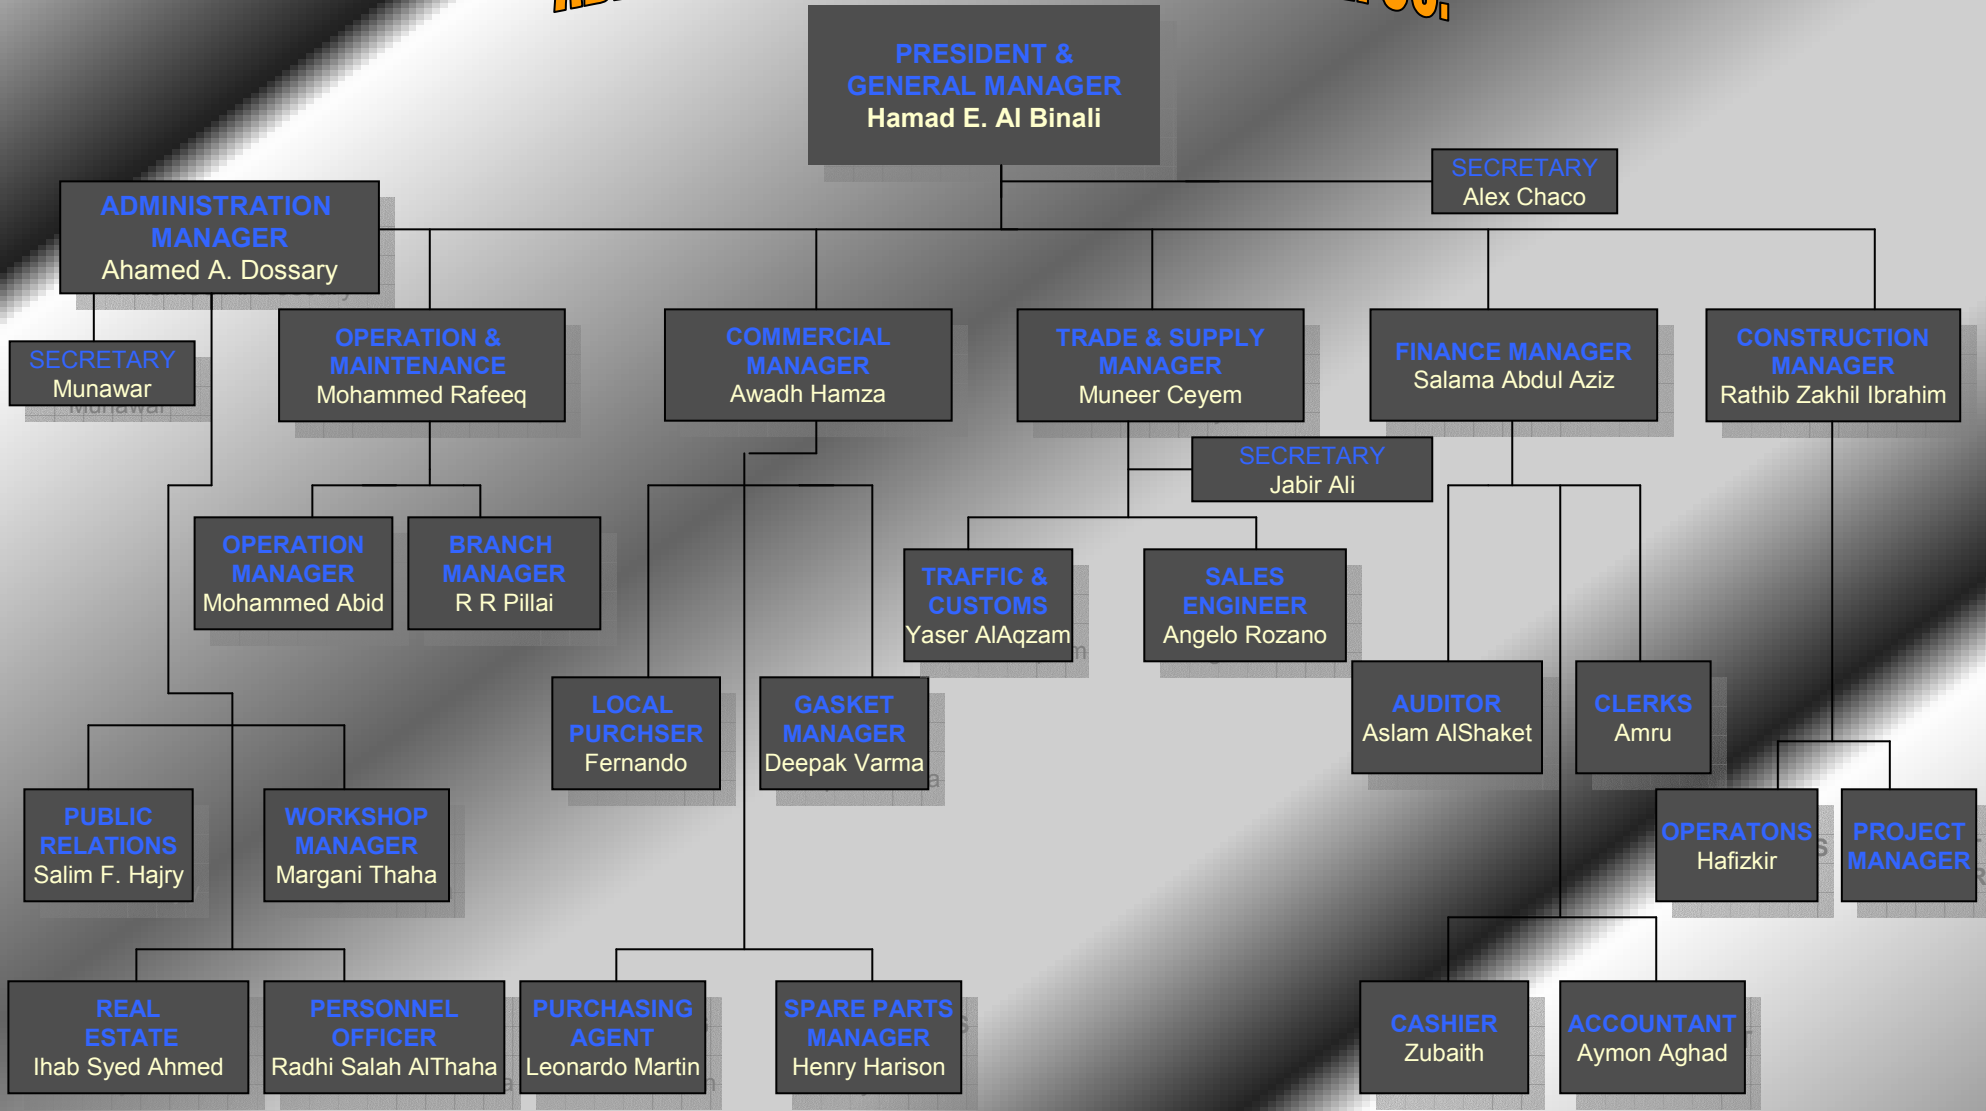 CO.
PRESIDENT &
GENERAL MANAGER
Hamad E. Al Binali
SECRETARY
Alex Chaco
ADMINISTRATION
MANAGER
Ahamed A. Dossary
SECRETARY
Munawar
OPERATION &
MAINTENANCE
Mohammed Rafeeq
COMMERCIAL
MANAGER
Awadh Hamza
TRADE & SUPPLY
MANAGER
Muneer Ceyem
FINANCE MANAGER
Salama Abdul Aziz
CONSTRUCTION
MANAGER
Rathib Zakhil Ibrahim
SECRETARY
Jabir Ali
OPERATION
MANAGER
Mohammed Abid
BRANCH
MANAGER
R R Pillai
TRAFFIC &
CUSTOMS
Yaser AlAqzam
SALES
ENGINEER
Angelo Rozano
LOCAL
PURCHSER
Fernando
GASKET
MANAGER
Deepak Varma
AUDITOR
Aslam AlShaket
CLERKS
Amru
PUBLIC
RELATIONS
Salim F. Hajry
WORKSHOP
MANAGER
Margani Thaha
OPERATONS
Hafizkir
PROJECT
MANAGER
REAL
ESTATE
Ihab Syed Ahmed
PERSONNEL
OFFICER
Radhi Salah AlThaha
PURCHASING
AGENT
Leonardo Martin
SPARE PARTS
MANAGER
Henry Harison
CASHIER
Zubaith
ACCOUNTANT
Aymon Aghad